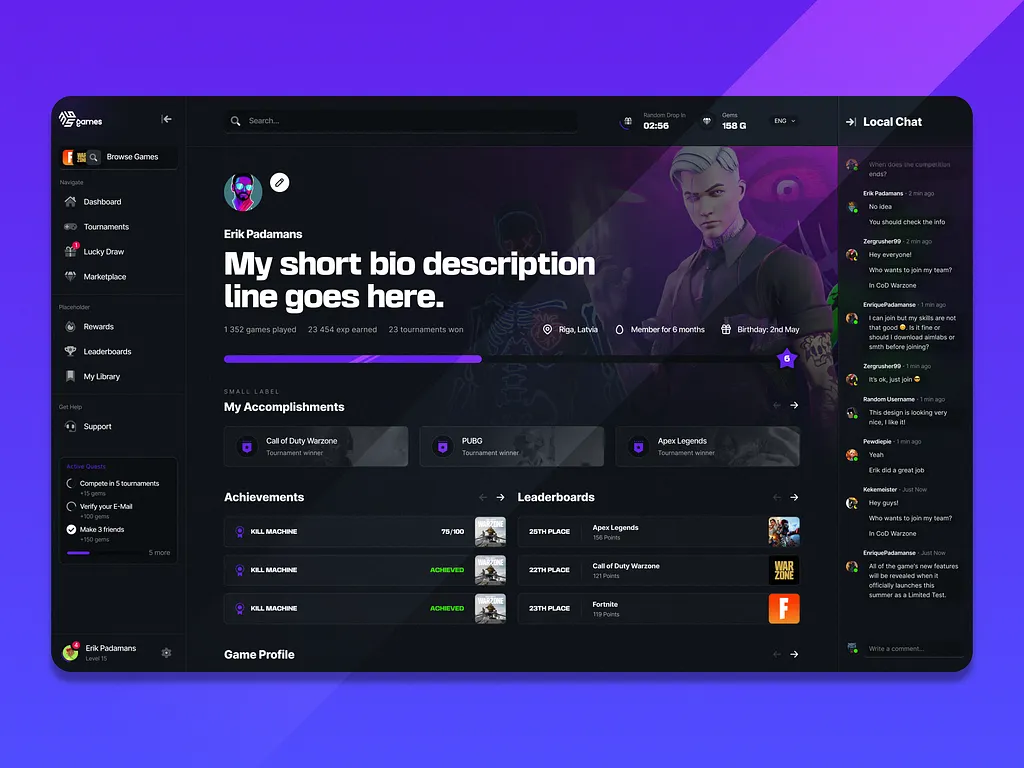 games
Browse Games
Navigate
Dashboard
Tournaments
1
Lucky Draw
Marketplace
Placeholder
Rewards
Leaderboards
My Library
Get Help
Support
Active Quests
Compete in 5 tournaments
+15 gems
Verify your E-Mail
+100 gems
Make 3 friends
+150 gems
5 more
4
Erik Padamans
Level 15
Search...
Random Drop In
02:56
Gems
158 G
ENG
Erik Padamans
My short bio description
line goes here.
1 352 games played 23 454 exp earned 23 tournaments won
Riga, Latvia Member for 6 months Birthday: 2nd May
6
SMALL LABEL
My Accomplishments
Call of Duty Warzone
Tournament winner
PUBG
Tournament winner
Apex Legends
Tournament winner
Achievements
KILL MACHINE 75/100
WARZONE
KILL MACHINE ACHIEVED
WARZONE
KILL MACHINE ACHIEVED
WARZONE
Leaderboards
25TH PLACE
Apex Legends
156 Points
22TH PLACE
Call of Duty Warzone
121 Points
WAR
ZONE
23TH PLACE
Fortnite
119 Points
F
Game Profile
Local Chat
When does the competition
ends?
Erik Padamans · 2 min ago
No idea
You should check the info
Zergrusher99 · 2 min ago
Hey everyone!
Who wants to join my team?
In CoD Warzone
EnriquePadamanse · 1 min ago
I can join but my skills are not
that good 😕. Is it fine or
should I download aimlabs or
smth before joining?
Zergrusher99 · 1 min ago
It's ok, just join 😎
Random Username · 1 min ago
This design is looking very
nice, I like it!
Pewdiepie · 1 min ago
Yeah
Erik did a great job
Kekemeister · Just Now
Hey guys!
Who wants to join my team?
In CoD Warzone
EnriquePadamanse · Just Now
All of the game's new features
will be revealed when it
officially launches this
summer as a Limited Test.
Write a comment...